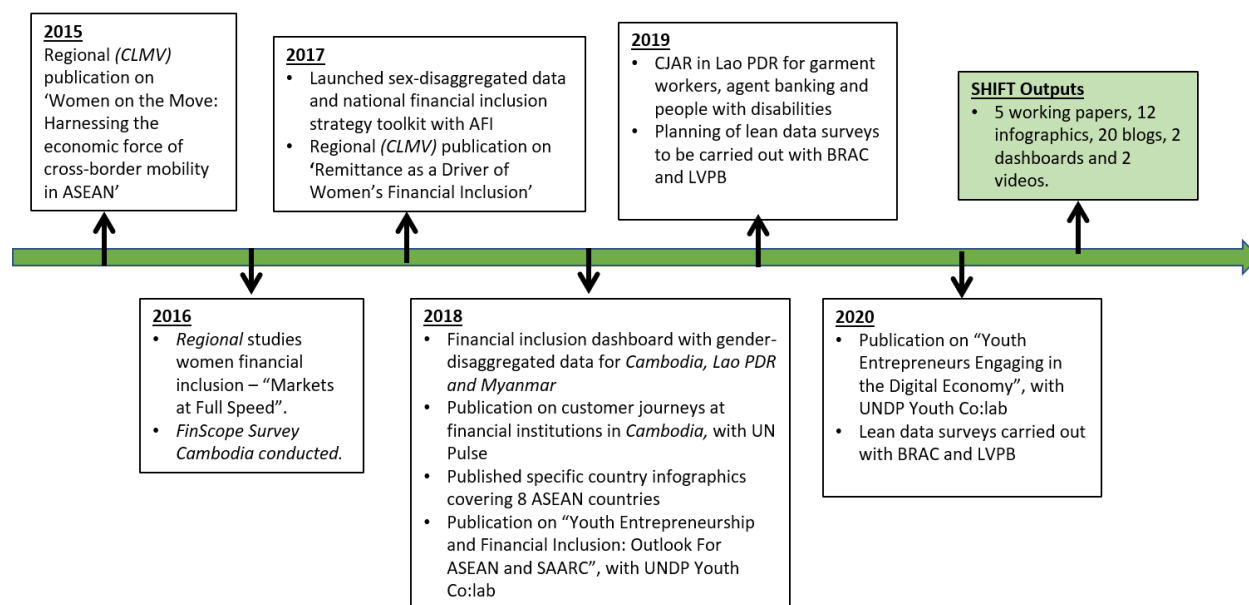 2015
Regional (CLMV)
publication on
‘Women on the Move:
Harnessing the
economic force of
cross-border mobility
in ASEAN’
2016
• Regional studies
women financial
inclusion – “Markets
at Full Speed”.
• FinScope Survey
Cambodia conducted.
2017
• Launched sex-disaggregated data
and national financial inclusion
strategy toolkit with AFI
• Regional (CLMV) publication on
‘Remittance as a Driver of
Women’s Financial Inclusion’
2018
• Financial inclusion dashboard with gender-
disaggregated data for Cambodia, Lao PDR
and Myanmar
• Publication on customer journeys at
financial institutions in Cambodia, with UN
Pulse
• Published specific country infographics
covering 8 ASEAN countries
• Publication on “Youth Entrepreneurship
and Financial Inclusion: Outlook For
ASEAN and SAARC”, with UNDP Youth
Co:lab
2019
• CJAR in Lao PDR for garment
workers, agent banking and
people with disabilities
• Planning of lean data surveys
to be carried out with BRAC
and LVPB
2020
• Publication on “Youth
Entrepreneurs Engaging in
the Digital Economy”, with
UNDP Youth Co:lab
• Lean data surveys carried out
with BRAC and LVPB
SHIFT Outputs
• 5 working papers, 12
infographics, 20 blogs, 2
dashboards and 2
videos.